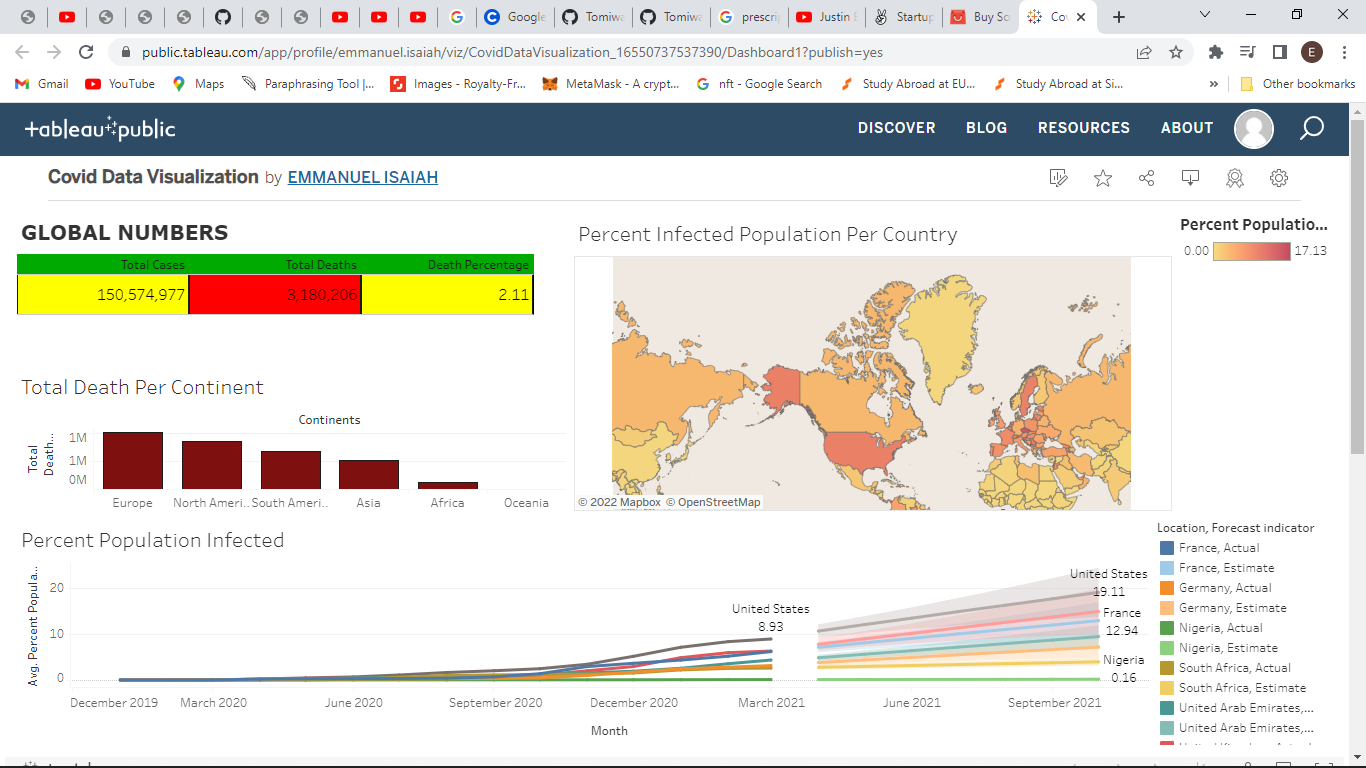 Google
Tomiwa
Tomiwa
prescrip
Justin
Startup
Buy So
Co
public.tableau.com/app/profile/emmanuel.isaiah/viz/CovidDataVisualization_16550737537390/Dashboard1?publish=yes
E
Gmail
YouTube
Maps
Paraphrasing Tool |...
Images - Royalty-Fr...
MetaMask - A crypt...
nft - Google Search
Study Abroad at EU...
Study Abroad at Si...
»
Other bookmarks
+ableau public
DISCOVER
BLOG
RESOURCES
ABOUT
Covid Data Visualization by EMMANUEL ISAIAH
GLOBAL NUMBERS
Total Cases Total Deaths Death Percentage
150,574,977 3,180,206 2.11
Percent Infected Population Per Country
Percent Populatio...
0.00 17.13
© 2022 Mapbox © OpenStreetMap
Total Death Per Continent
Continents
Total Death...
1M
1M
0M
Europe North Ameri.. South Ameri.. Asia Africa Oceania
Percent Population Infected
Avg. Percent Popula...
20
10
0
United States
8.93
United States
19.11
France
12.94
Nigeria
0.16
December 2019 March 2020 June 2020 September 2020 December 2020 March 2021 June 2021 September 2021
Month
Location, Forecast indicator
France, Actual
France, Estimate
Germany, Actual
Germany, Estimate
Nigeria, Actual
Nigeria, Estimate
South Africa, Actual
South Africa, Estimate
United Arab Emirates,...
United Arab Emirates,...